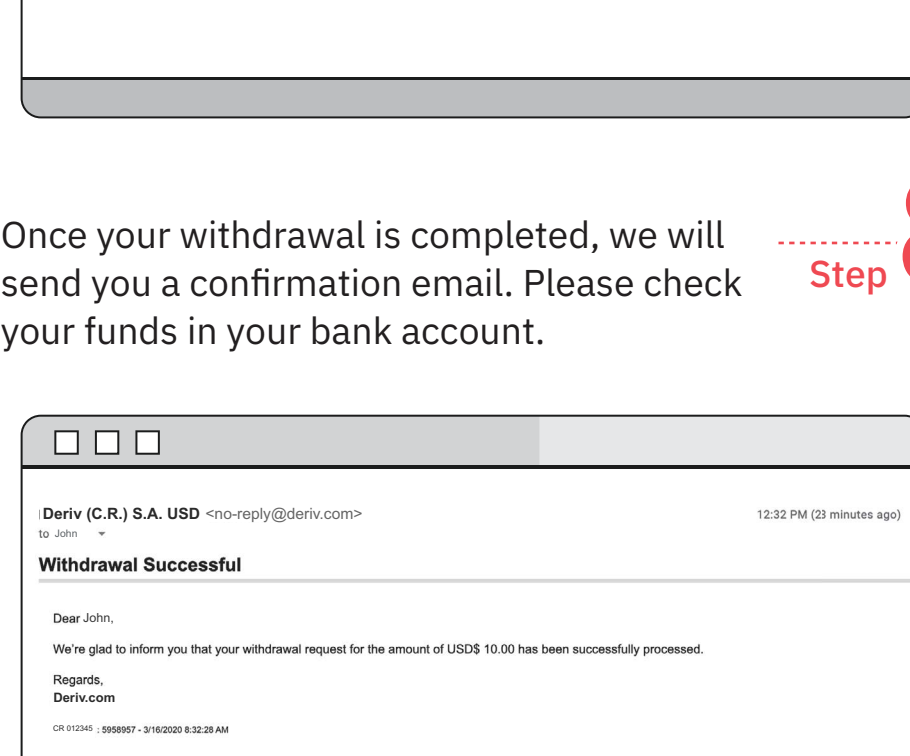 Once your withdrawal is completed, we will
send you a confirmation email. Please check
your funds in your bank account.
Step
Deriv (C.R.) S.A. USD <no-reply@deriv.com>
12:32 PM (23 minutes ago)
to John
Withdrawal Successful
Dear John,
We're glad to inform you that your withdrawal request for the amount of USD$ 10.00 has been successfully processed.
Regards,
Deriv.com
CR 012345 : 5958957 - 3/16/2020 8:32:28 AM